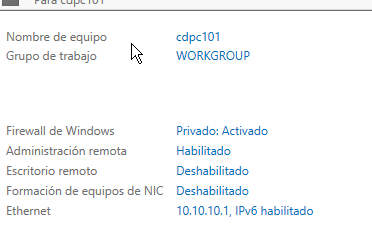 Para cdpc101
Nombre de equipo cdpc101
Grupo de trabajo WORKGROUP
Firewall de Windows Privado: Activado
Administración remota Habilitado
Escritorio remoto Deshabilitado
Formación de equipos de NIC Deshabilitado
Ethernet 10.10.10.1, IPv6 habilitado